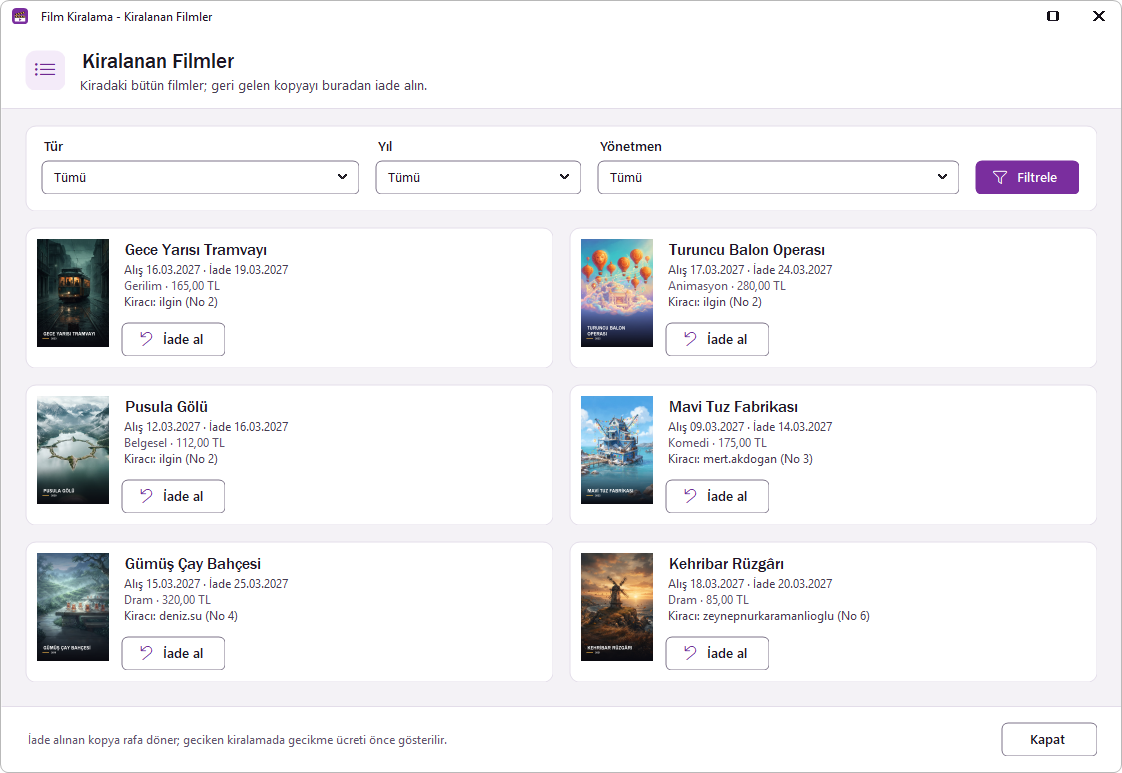 Film Kiralama - Kiralanan Filmler
Kiralanan Filmler
Kiradaki bütün filmler; geri gelen kopyayı buradan iade alın.
Tür
Yıl
Yönetmen
Tümü
Tümü
Tümü
Filtrele
GECE YARISI TRAMVAYI
Gece Yarısı Tramvayı
Alış 16.03.2027 · İade 19.03.2027
Gerilim · 165,00 TL
Kiracı: ilgin (No 2)
İade al
TURUNCU BALON
OPERASI
Turuncu Balon Operası
Alış 17.03.2027 · İade 24.03.2027
Animasyon · 280,00 TL
Kiracı: ilgin (No 2)
İade al
PUSULA GÖLÜ
Pusula Gölü
Alış 12.03.2027 · İade 16.03.2027
Belgesel · 112,00 TL
Kiracı: ilgin (No 2)
İade al
MAVI TUZ FABRIKASI
Mavi Tuz Fabrikası
Alış 09.03.2027 · İade 14.03.2027
Komedi · 175,00 TL
Kiracı: mert.akdogan (No 3)
İade al
GÜMÜŞ ÇAY BAHÇESI
Gümüş Çay Bahçesi
Alış 15.03.2027 · İade 25.03.2027
Dram · 320,00 TL
Kiracı: deniz.su (No 4)
İade al
KEHRIBAR RÜZGÂRI
Kehribar Rüzgârı
Alış 18.03.2027 · İade 20.03.2027
Dram · 85,00 TL
Kiracı: zeynepnurkaramanlioglu (No 6)
İade al
İade alınan kopya rafa döner; geciken kiralamada gecikme ücreti önce gösterilir.
Kapat